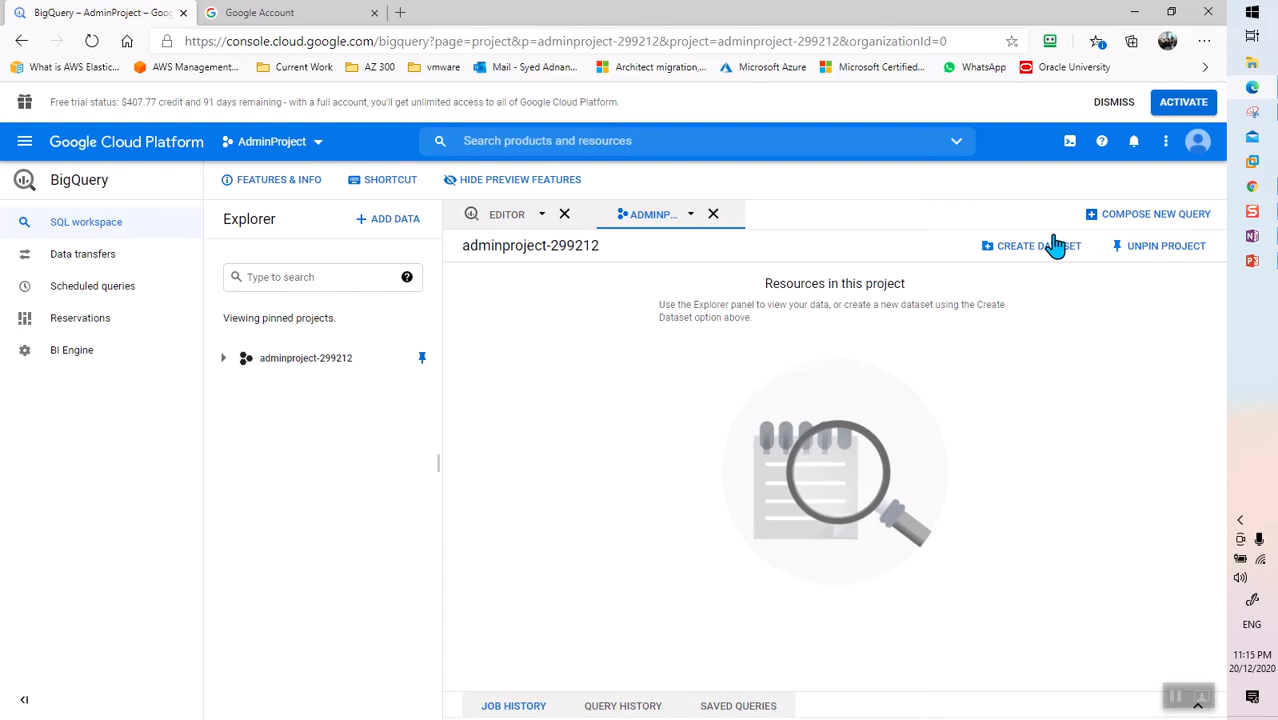 BigQuery – AdminProject – Goo
Google Account
https://console.cloud.google.com/bigquery?page=project&p=adminproject-299212&project=adminproject-299212&organizationId=0
What is AWS Elastic...
AWS Management...
Current Work
AZ 300
vmware
Mail - Syed Adnan...
Architect migration,...
Microsoft Azure
Microsoft Certified...
WhatsApp
Oracle University
Free trial status: $407.77 credit and 91 days remaining - with a full account, you'll get unlimited access to all of Google Cloud Platform.
DISMISS
ACTIVATE
Google Cloud Platform
AdminProject
Search products and resources
BigQuery
FEATURES & INFO
SHORTCUT
HIDE PREVIEW FEATURES
SQL workspace
Data transfers
Scheduled queries
Reservations
BI Engine
Explorer
ADD DATA
Type to search
Viewing pinned projects.
adminproject-299212
EDITOR
ADMINP...
COMPOSE NEW QUERY
adminproject-299212
CREATE DATASET
UNPIN PROJECT
Resources in this project
Use the Explorer panel to view your data, or create a new dataset using the Create
Dataset option above.
JOB HISTORY
QUERY HISTORY
SAVED QUERIES
ENG
11:15 PM
20/12/2020